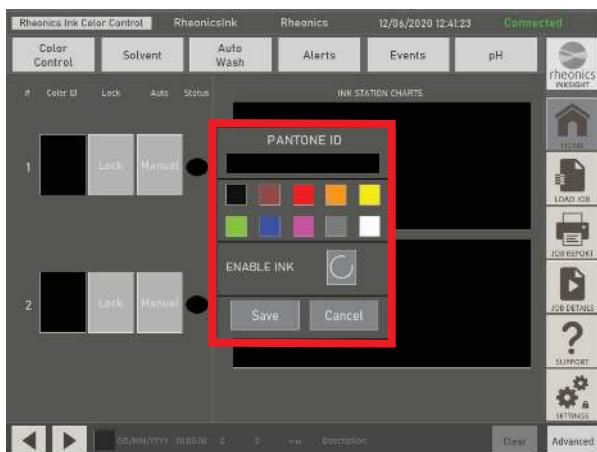 Rheonics Ink Color Control RheonicsInk Rheonics 12/06/2020 12:41:23 Connected
Color Control Solvent Auto Wash Alerts Events pH
rheonics
INKSIGHT
# Color ID Lock Auto Status INK STATION CHARTS
HOME
PANTONE ID
1 Lock Manual
LOAD JOB
JOB REPORT
ENABLE INK
JOB DETAILS
2 Lock Manual
Save Cancel
SUPPORT
SETTINGS
DD/MM/YYYY Description Clear Advanced